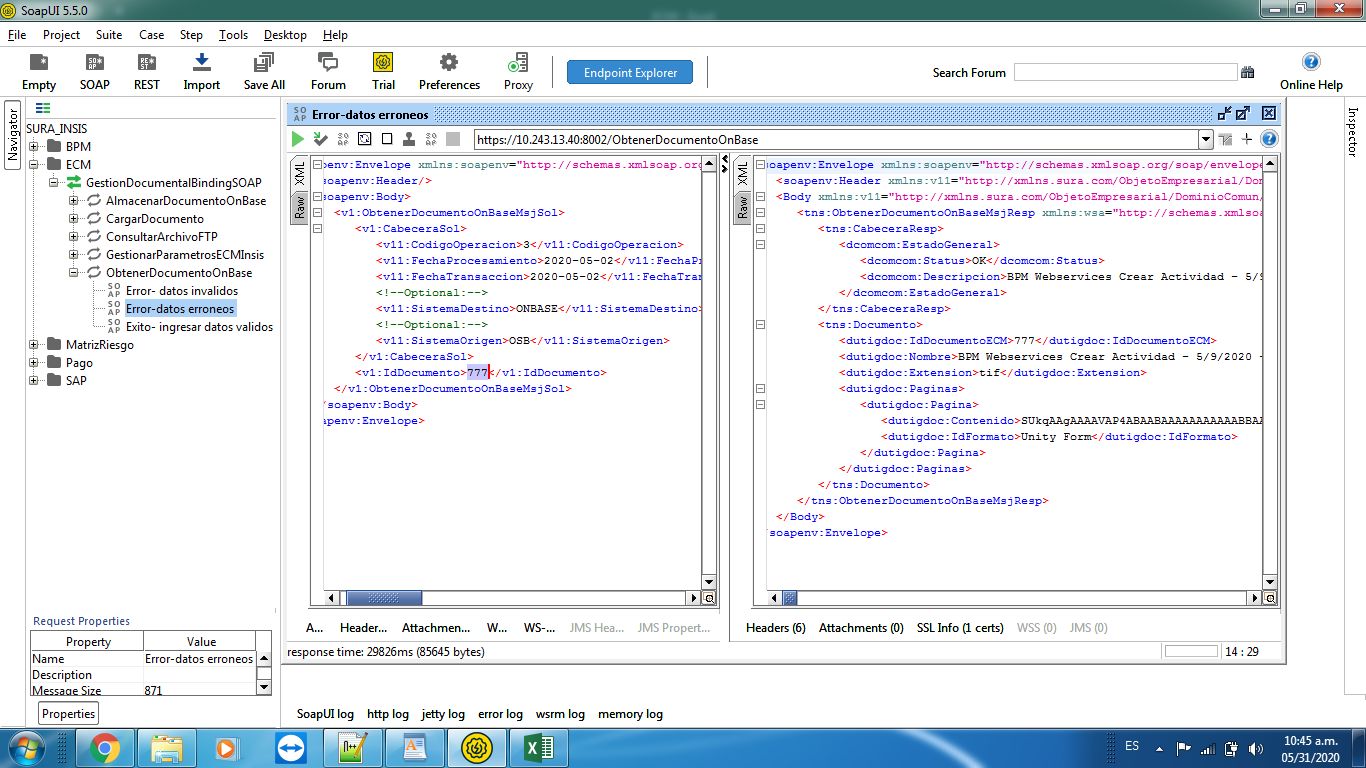 SoapUI 5.5.0
File Project Suite Case Step Tools Desktop Help
Empty SOAP REST Import Save All Forum Trial Preferences Proxy Endpoint Explorer Search Forum Online Help
Navigator
Inspector
SURA_INSIS
BPM
ECM
GestionDocumentalBindingSOAP
AlmacenarDocumentoOnBase
CargarDocumento
ConsultarArchivoFTP
GestionarParametrosECMInsis
ObtenerDocumentoOnBase
Error- datos invalidos
Error-datos erroneos
Exito- ingresar datos validos
MatrizRiesgo
Pago
SAP
Request Properties
Property Value
Name Error-datos erroneos
Description
Message Size 871
Properties
Error-datos erroneos
https://10.243.13.40:8002/ObtenerDocumentoOnBase
XML
Raw
penv:Envelope xmlns:soapenv="http://schemas.xmlsoap.or
soapenv:Header/>
soapenv:Body>
<v1:ObtenerDocumentoOnBaseMsjSol>
<v1:CabeceraSol>
<v11:CodigoOperacion>3</v11:CodigoOperacion>
<v11:FechaProcesamiento>2020-05-02</v11:FechaP
<v11:FechaTransaccion>2020-05-02</v11:FechaTran
<!--Optional:-->
<v11:SistemaDestino>ONBASE</v11:SistemaDestino>
<!--Optional:-->
<v11:SistemaOrigen>OSB</v11:SistemaOrigen>
</v1:CabeceraSol>
<v1:IdDocumento>777</v1:IdDocumento>
</v1:ObtenerDocumentoOnBaseMsjSol>
/soapenv:Body>
apenv:Envelope>
A... Header... Attachmen... W... WS-... JMS Hea... JMS Propert...
XML
Raw
oapenv:Envelope xmlns:soapenv="http://schemas.xmlsoap.org/soap/envelope
<soapenv:Header xmlns:v11="http://xmlns.sura.com/ObjetoEmpresarial/Dom
<Body xmlns:v11="http://xmlns.sura.com/ObjetoEmpresarial/DominioComun/
<tns:ObtenerDocumentoOnBaseMsjResp xmlns:wsa="http://schemas.xmlsoa
<tns:CabeceraResp>
<dcomcom:EstadoGeneral>
<dcomcom:Status>OK</dcomcom:Status>
<dcomcom:Descripcion>BPM Webservices Crear Actividad - 5/9
</dcomcom:EstadoGeneral>
</tns:CabeceraResp>
<tns:Documento>
<dutigdoc:IdDocumentoECM>777</dutigdoc:IdDocumentoECM>
<dutigdoc:Nombre>BPM Webservices Crear Actividad - 5/9/2020 -
<dutigdoc:Extension>tif</dutigdoc:Extension>
<dutigdoc:Paginas>
<dutigdoc:Pagina>
<dutigdoc:Contenido>SUkqAAgAAAAVAP4ABAABAAAAAAAAAAABBA
<dutigdoc:IdFormato>Unity Form</dutigdoc:IdFormato>
</dutigdoc:Pagina>
</dutigdoc:Paginas>
</tns:Documento>
</tns:ObtenerDocumentoOnBaseMsjResp>
</Body>
soapenv:Envelope>
Headers (6) Attachments (0) SSL Info (1 certs) WSS (0) JMS (0)
response time: 29826ms (85645 bytes)
14 : 29
SoapUI log http log jetty log error log wsrm log memory log
ES
10:45 a.m.
05/31/2020